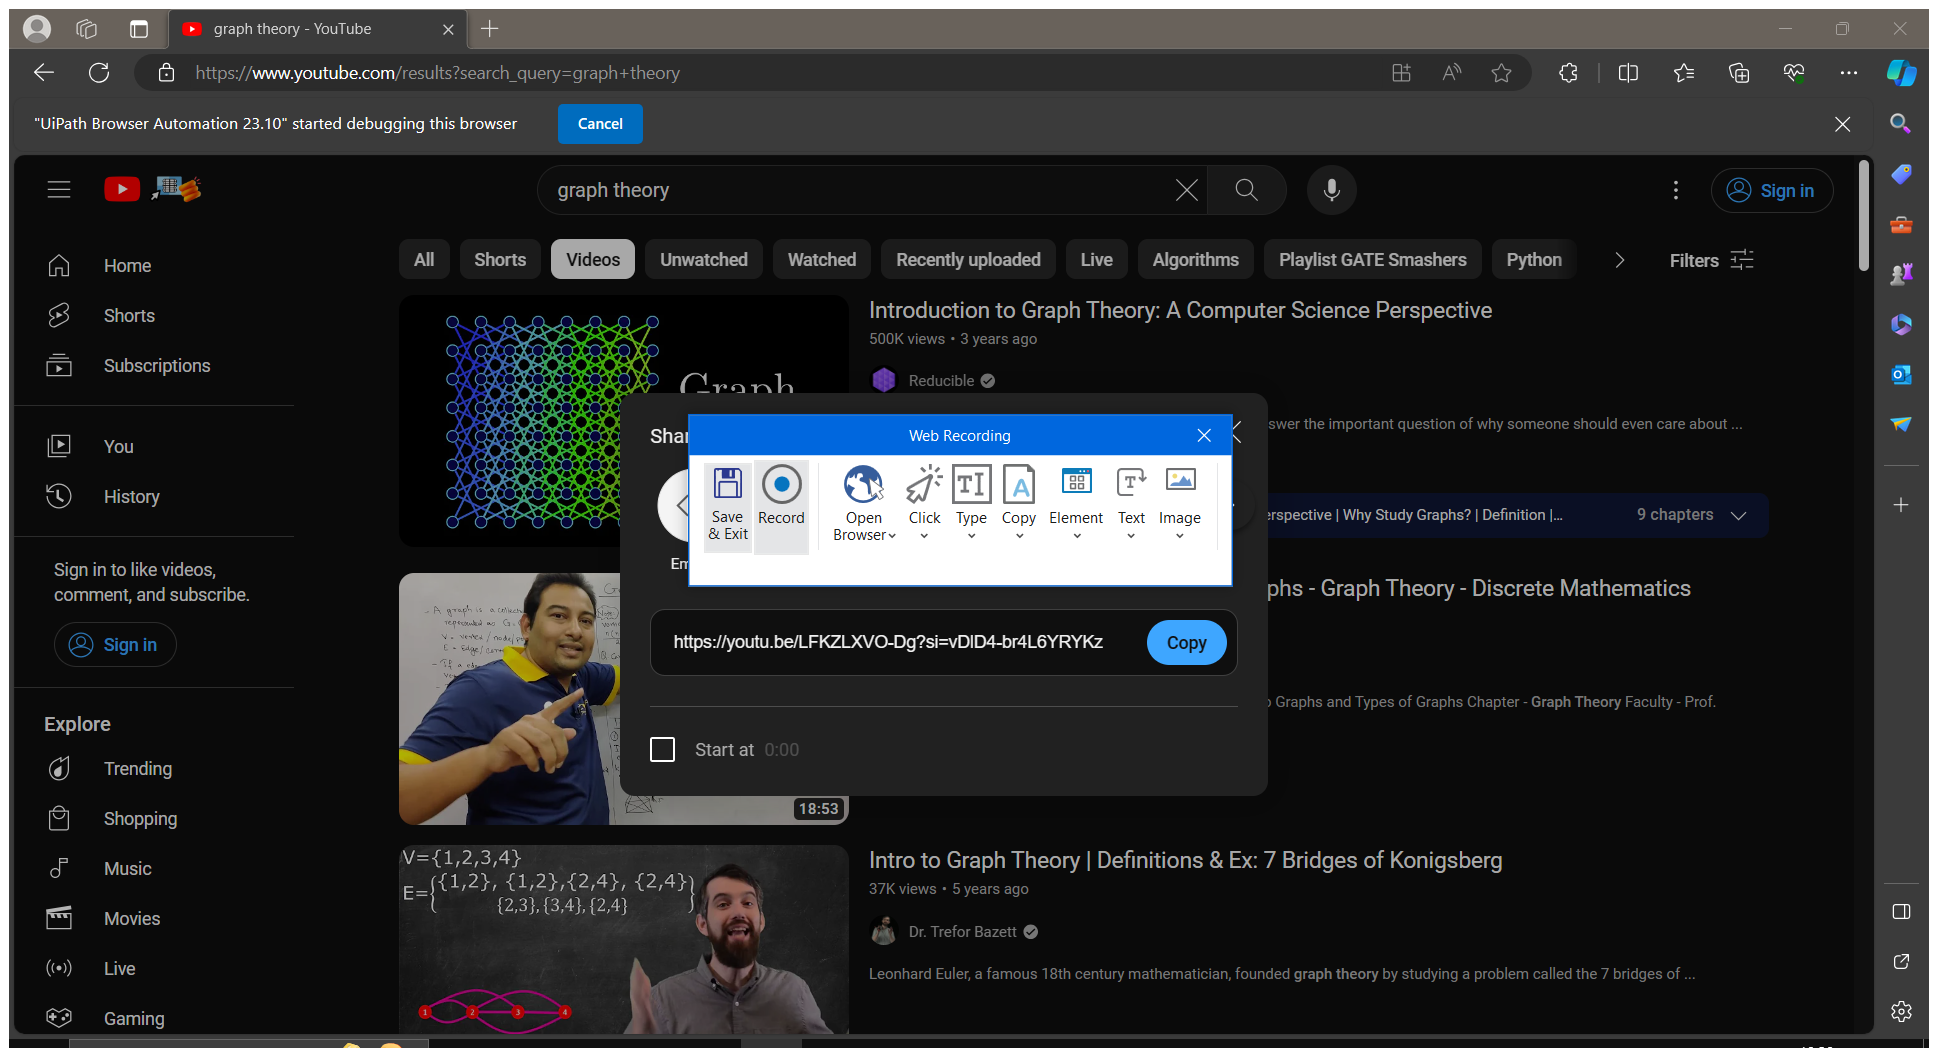 graph theory - YouTube
https://www.youtube.com/results?search_query=graph+theory
"UiPath Browser Automation 23.10" started debugging this browser
Cancel
graph theory
Sign in
Home
Shorts
Subscriptions
You
History
Sign in to like videos,
comment, and subscribe.
Sign in
Explore
Trending
Shopping
Music
Movies
Live
Gaming
All
Shorts
Videos
Unwatched
Watched
Recently uploaded
Live
Algorithms
Playlist GATE Smashers
Python
Filters
Graph
Introduction to Graph Theory: A Computer Science Perspective
500K views • 3 years ago
Reducible
swer the important question of why someone should even care about ...
erspective | Why Study Graphs? | Definition |...
9 chapters
Web Recording
Save
& Exit
Record
Open
Browser
Click
Type
Copy
Element
Text
Image
https://youtu.be/LFKZLXVO-Dg?si=vDlD4-br4L6YRYKz
Copy
Start at 0:00
18:53
phs - Graph Theory - Discrete Mathematics
Graphs and Types of Graphs Chapter - Graph Theory Faculty - Prof.
V={1,2,3,4}
E={{1,2}, {1,2},{2,4}, {2,4}
{2,3},{3,4},{2,4}
1 2 3 4
Intro to Graph Theory | Definitions & Ex: 7 Bridges of Konigsberg
37K views • 5 years ago
Dr. Trefor Bazett
Leonhard Euler, a famous 18th century mathematician, founded graph theory by studying a problem called the 7 bridges of ...